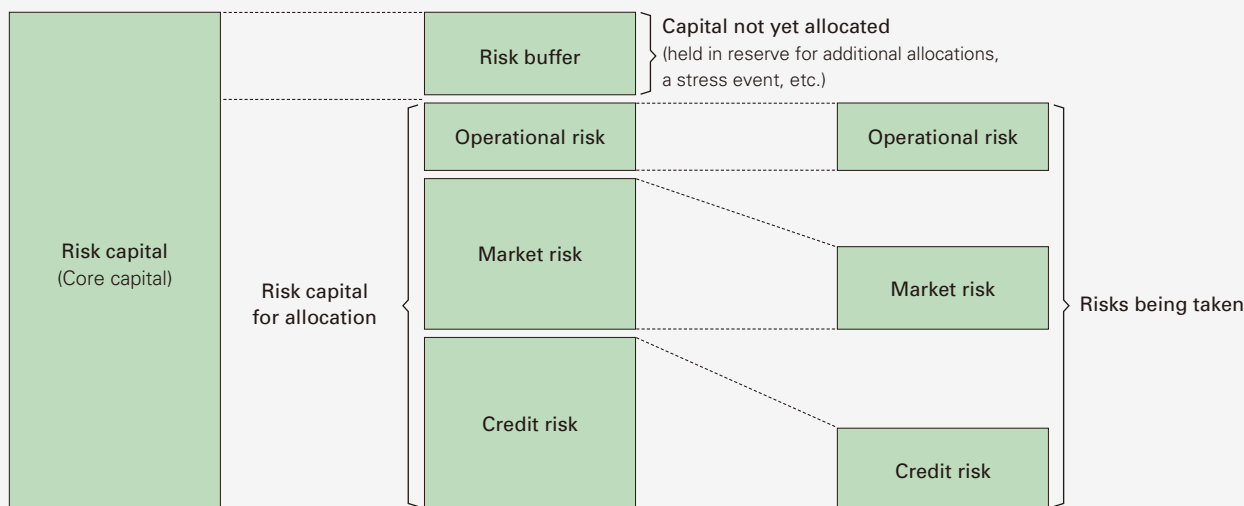 Risk capital
(Core capital)
Risk capital
for allocation
Risk buffer
Operational risk
Market risk
Credit risk
Capital not yet allocated
(held in reserve for additional allocations,
a stress event, etc.)
Operational risk
Market risk
Credit risk
Risks being taken